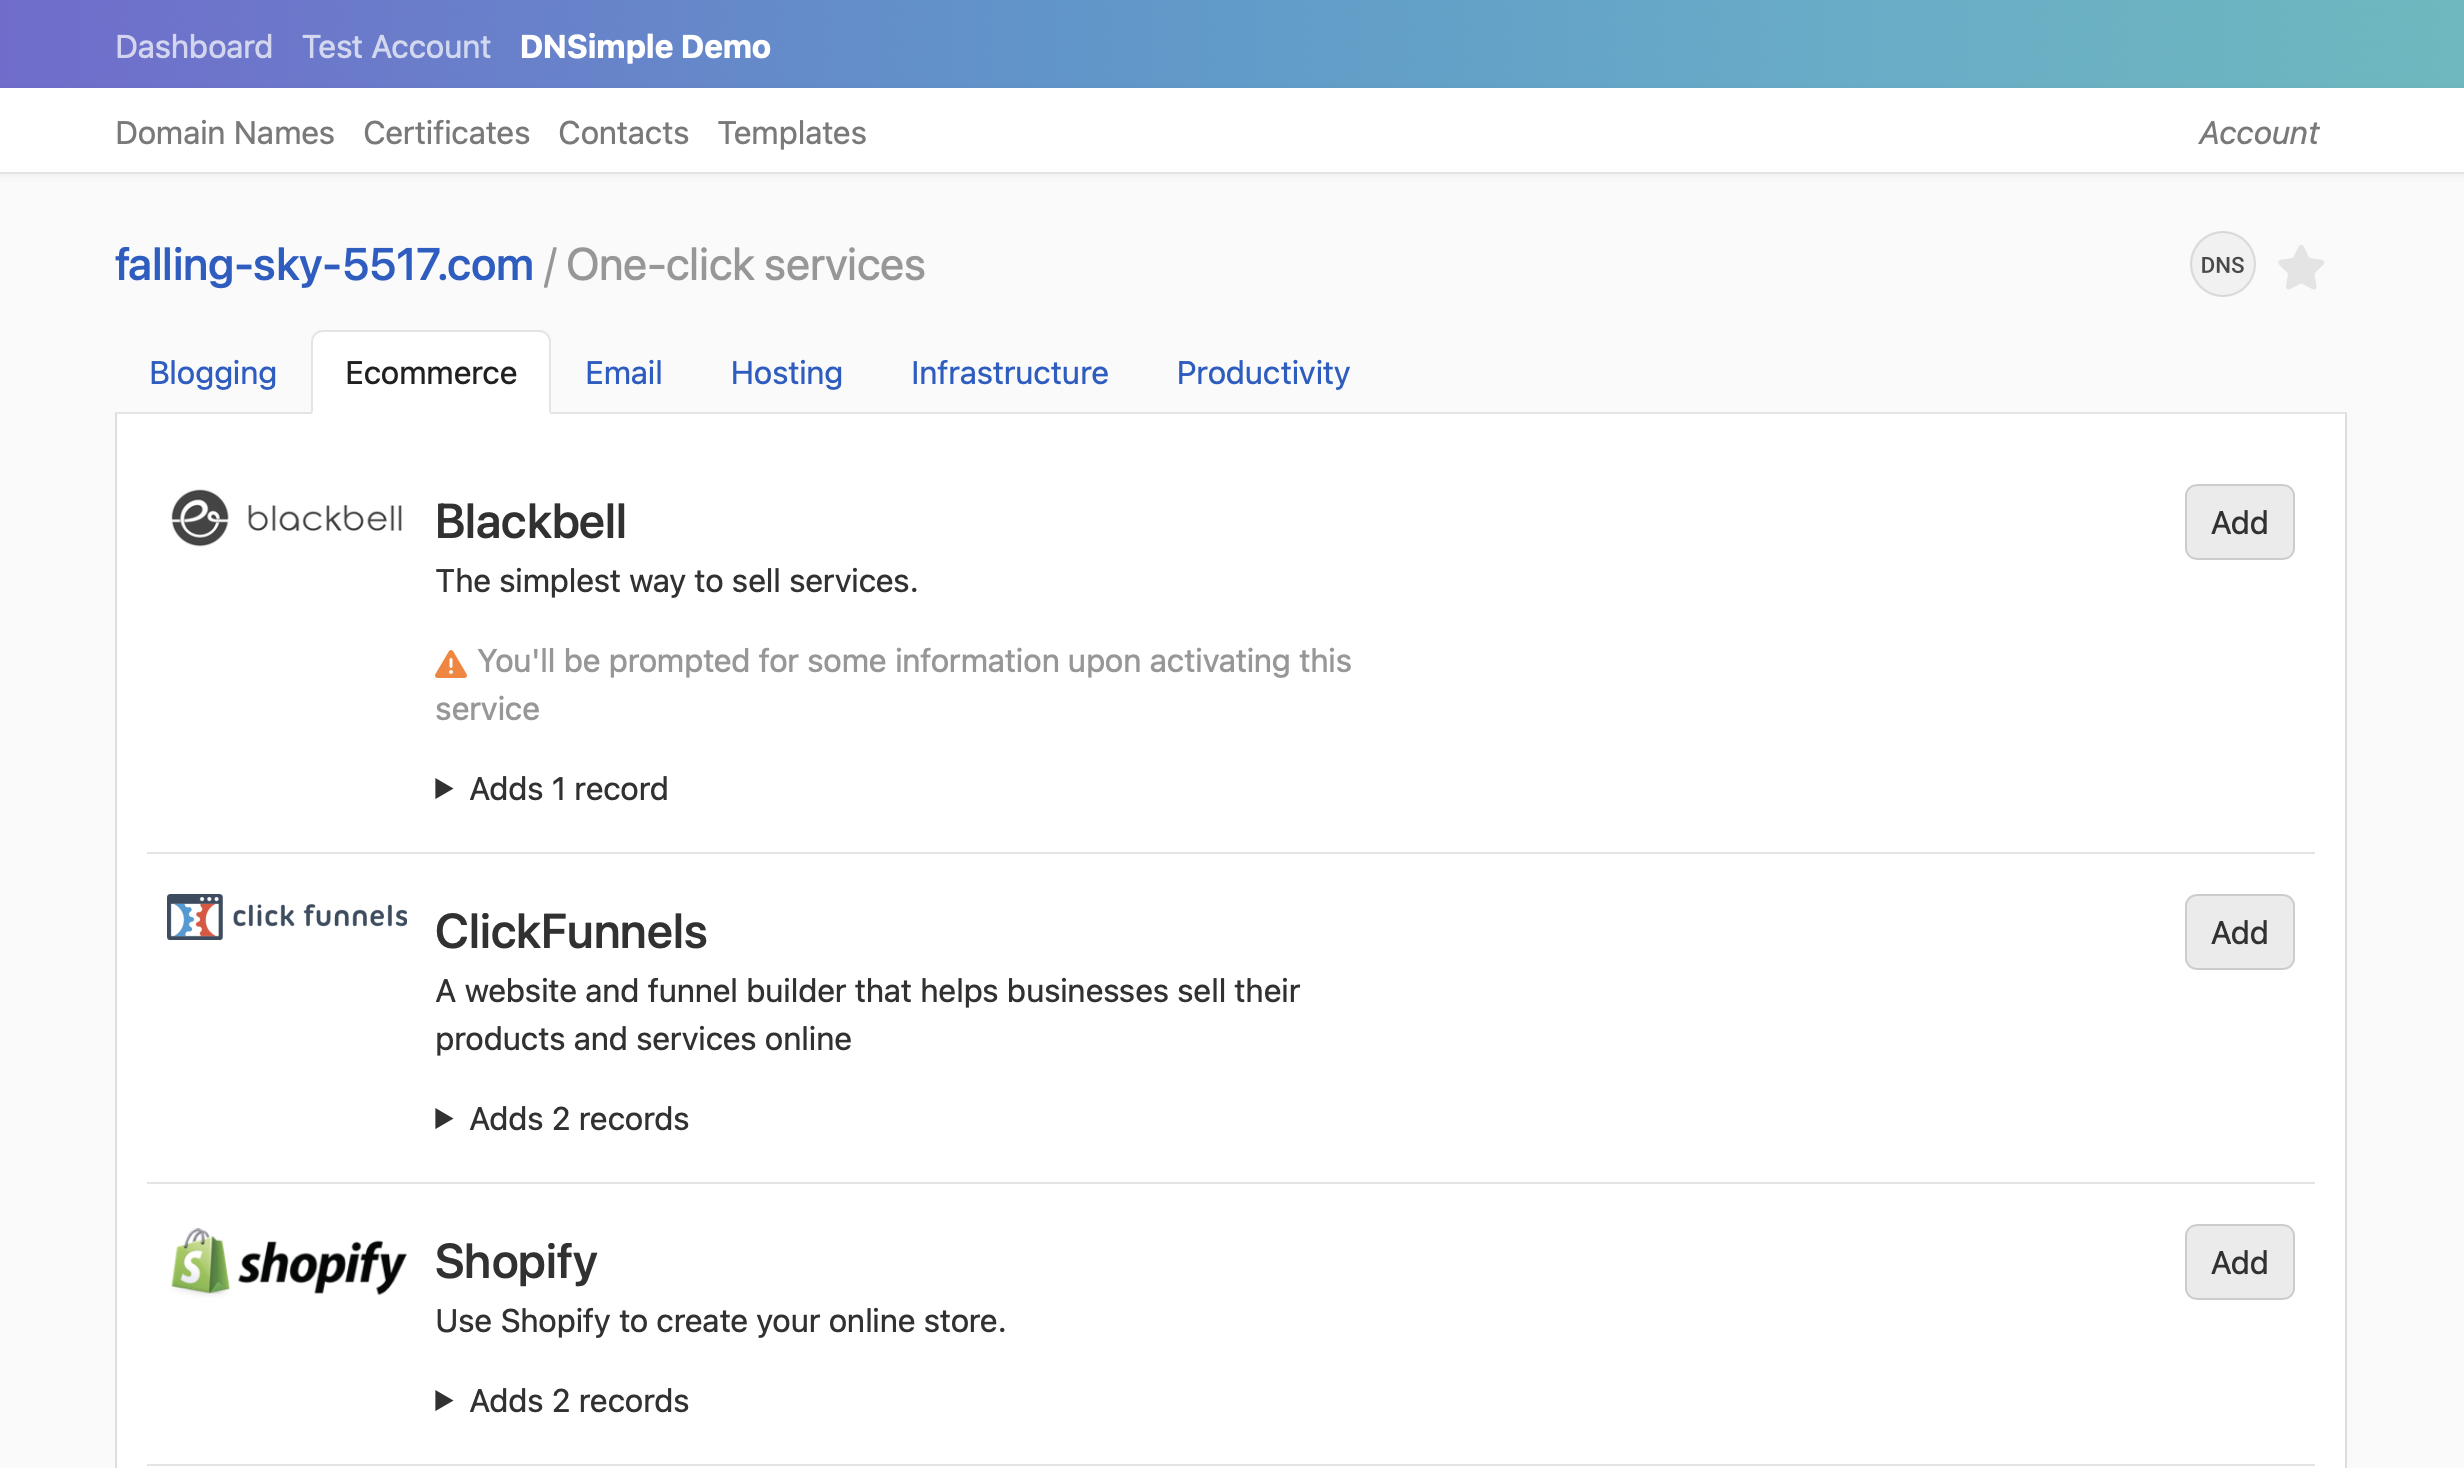 Dashboard Test Account DNSimple Demo
Domain Names Certificates Contacts Templates Account
falling-sky-5517.com / One-click services DNS
Blogging Ecommerce Email Hosting Infrastructure Productivity
blackbell Blackbell Add
The simplest way to sell services.
You'll be prompted for some information upon activating this
service
Adds 1 record
click funnels ClickFunnels Add
A website and funnel builder that helps businesses sell their
products and services online
Adds 2 records
shopify Shopify Add
Use Shopify to create your online store.
Adds 2 records